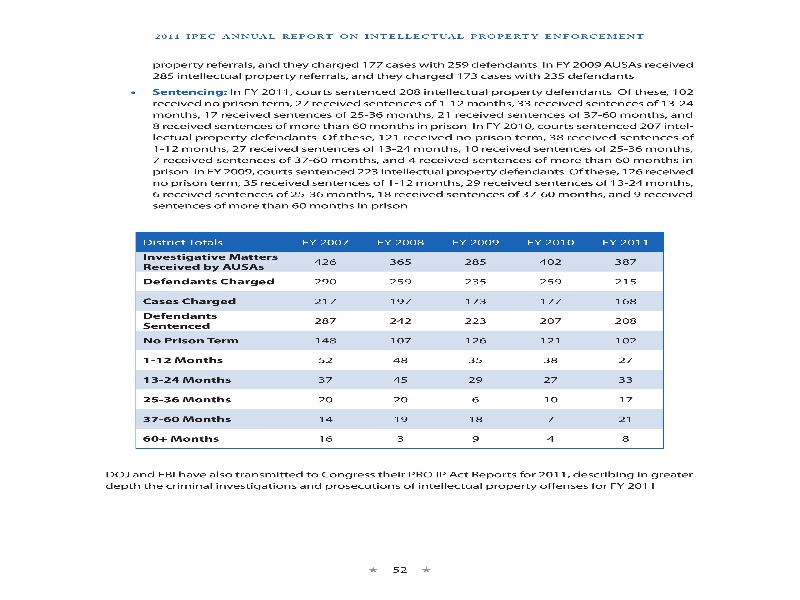 2011 IPEC ANNUAL REPORT ON INTELLECTUAL PROPERTY ENFORCEMENT
property referrals, and they charged 177 cases with 259 defendants. In FY 2009 AUSAs received
285 intellectual property referrals, and they charged 173 cases with 235 defendants.
• Sentencing: In FY 2011, courts sentenced 208 intellectual property defendants. Of these, 102
received no prison term, 27 received sentences of 1-12 months, 33 received sentences of 13-24
months, 17 received sentences of 25-36 months, 21 received sentences of 37-60 months, and
8 received sentences of more than 60 months in prison. In FY 2010, courts sentenced 207 intel-
lectual property defendants. Of these, 121 received no prison term, 38 received sentences of
1-12 months, 27 received sentences of 13-24 months, 10 received sentences of 25-36 months,
7 received sentences of 37-60 months, and 4 received sentences of more than 60 months in
prison. In FY 2009, courts sentenced 223 intellectual property defendants. Of these, 126 received
no prison term, 35 received sentences of 1-12 months, 29 received sentences of 13-24 months,
6 received sentences of 25-36 months, 18 received sentences of 37-60 months, and 9 received
sentences of more than 60 months in prison.
District Totals FY 2007 FY 2008 FY 2009 FY 2010 FY 2011
Investigative Matters
Received by AUSAs 426 365 285 402 387
Defendants Charged 290 259 235 259 215
Cases Charged 217 197 173 177 168
Defendants
Sentenced 287 242 223 207 208
No Prison Term 148 107 126 121 102
1-12 Months 52 48 35 38 27
13-24 Months 37 45 29 27 33
25-36 Months 20 20 6 10 17
37-60 Months 14 19 18 7 21
60+ Months 16 3 9 4 8
DOJ and FBI have also transmitted to Congress their PRO IP Act Reports for 2011, describing in greater
depth the criminal investigations and prosecutions of intellectual property offenses for FY 2011.
★ 52 ★